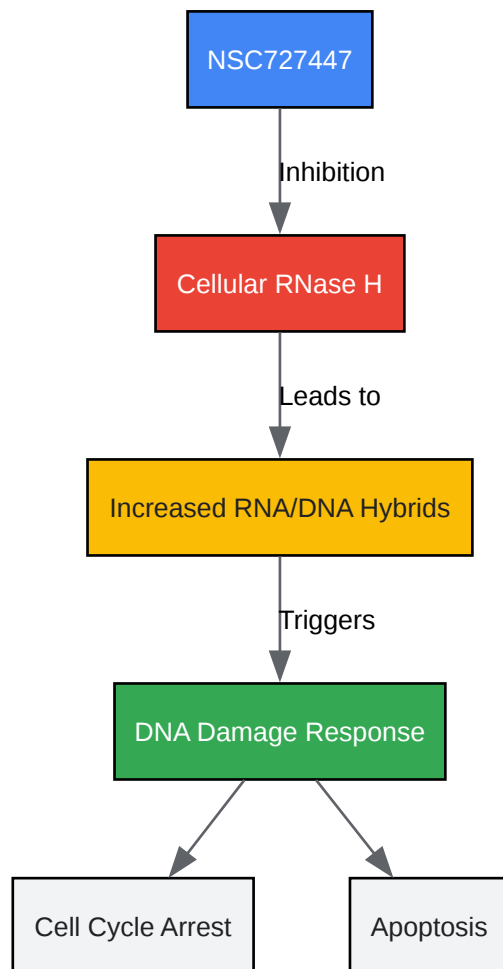 NSC727447
Inhibition
Cellular RNase H
Leads to
Increased RNA/DNA Hybrids
Triggers
DNA Damage Response
Cell Cycle Arrest
Apoptosis